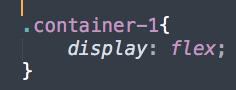 .container-1{
    display: flex;
}